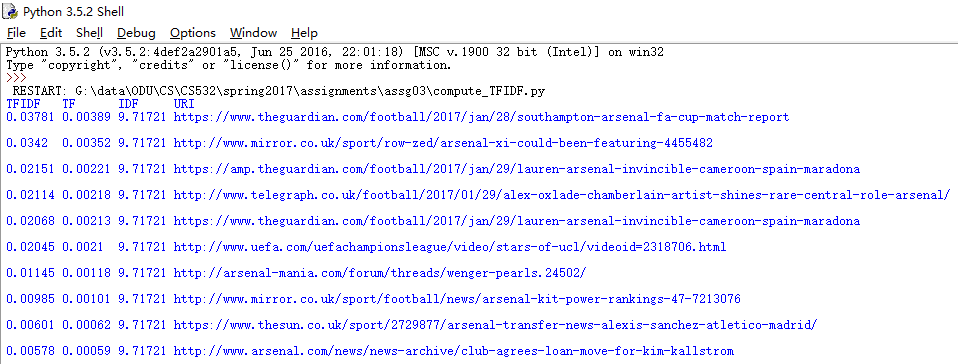 Python 3.5.2 Shell
File Edit Shell Debug Options Window Help
Python 3.5.2 (v3.5.2:4def2a2901a5, Jun 25 2016, 22:01:18) [MSC v.1900 32 bit (Intel)] on win32
Type "copyright", "credits" or "license()" for more information.
>>>
RESTART: G:\data\ODU\CS\CS532\spring2017\assignments\assg03\compute_TFIDF.py
TFIDF TF IDF URI
0.03781 0.00389 9.71721 https://www.theguardian.com/football/2017/jan/28/southampton-arsenal-fa-cup-match-report
0.0342 0.00352 9.71721 http://www.mirror.co.uk/sport/row-zed/arsenal-xi-could-been-featuring-4455482
0.02151 0.00221 9.71721 https://amp.theguardian.com/football/2017/jan/29/lauren-arsenal-invincible-cameroon-spain-maradona
0.02114 0.00218 9.71721 http://www.telegraph.co.uk/football/2017/01/29/alex-oxlade-chamberlain-artist-shines-rare-central-role-arsenal/
0.02068 0.00213 9.71721 https://www.theguardian.com/football/2017/jan/29/lauren-arsenal-invincible-cameroon-spain-maradona
0.02045 0.0021 9.71721 http://www.uefa.com/uefachampionsleague/video/stars-of-ucl/videoid=2318706.html
0.01145 0.00118 9.71721 http://arsenal-mania.com/forum/threads/wenger-pearls.24502/
0.00985 0.00101 9.71721 http://www.mirror.co.uk/sport/football/news/arsenal-kit-power-rankings-47-7213076
0.00601 0.00062 9.71721 https://www.thesun.co.uk/sport/2729877/arsenal-transfer-news-alexis-sanchez-atletico-madrid/
0.00578 0.00059 9.71721 http://www.arsenal.com/news/news-archive/club-agrees-loan-move-for-kim-kallstrom